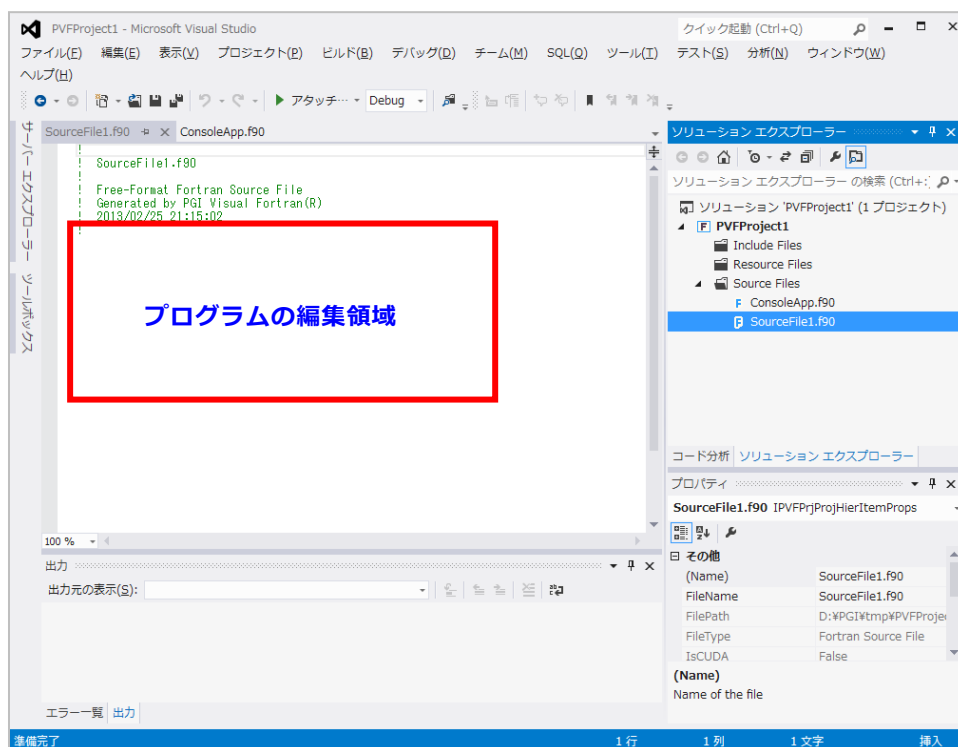 PVFProject1 - Microsoft Visual Studio
クイック起動 (Ctrl+Q)
ファイル(F) 編集(E) 表示(V) プロジェクト(P) ビルド(B) デバッグ(D) チーム(M) SQL(Q) ツール(T) テスト(S) 分析(N) ウィンドウ(W)
ヘルプ(H)
アタッチ… Debug
サーバー エクスプローラー
ツールボックス
SourceFile1.f90 ConsoleApp.f90
!
! SourceFile1.f90
!
! Free-Format Fortran Source File
! Generated by PGI Visual Fortran(R)
! 2013/02/25 21:15:02
!
プログラムの編集領域
100 %
出力
出力元の表示(S):
エラー一覧 出力
ソリューション エクスプローラー
ソリューション エクスプローラー の検索 (Ctrl+:)
ソリューション 'PVFProject1' (1 プロジェクト)
PVFProject1
Include Files
Resource Files
Source Files
ConsoleApp.f90
SourceFile1.f90
コード分析 ソリューション エクスプローラー
プロパティ
SourceFile1.f90 IPVFPrjProjHierItemProps
その他
(Name) SourceFile1.f90
FileName SourceFile1.f90
FilePath D:¥PGI¥tmp¥PVFProje
FileType Fortran Source File
IsCUDA False
(Name)
Name of the file
準備完了 1 行 1 列 1 文字 挿入